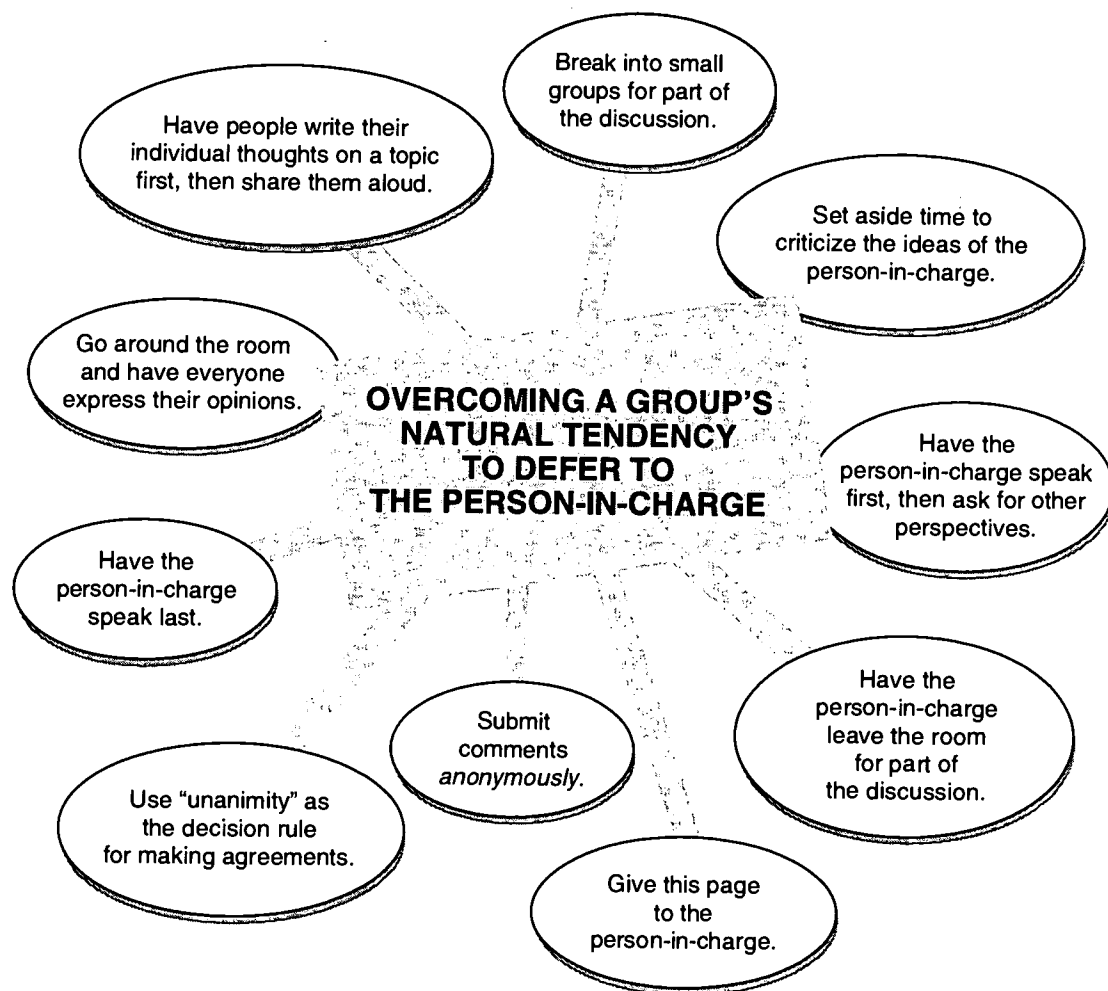 Break into small
groups for part of
the discussion.
Have people write their
individual thoughts on a topic
first, then share them aloud.
Set aside time to
criticize the ideas of the
person-in-charge.
Go around the room
and have everyone
express their opinions.
OVERCOMING A GROUP'S
NATURAL TENDENCY
TO DEFER TO
THE PERSON-IN-CHARGE
Have the
person-in-charge speak
first, then ask for other
perspectives.
Have the
person-in-charge
speak last.
Have the
person-in-charge
leave the room
for part of
the discussion.
Submit
comments
anonymously.
Use “unanimity” as
the decision rule
for making agreements.
Give this page
to the
person-in-charge.